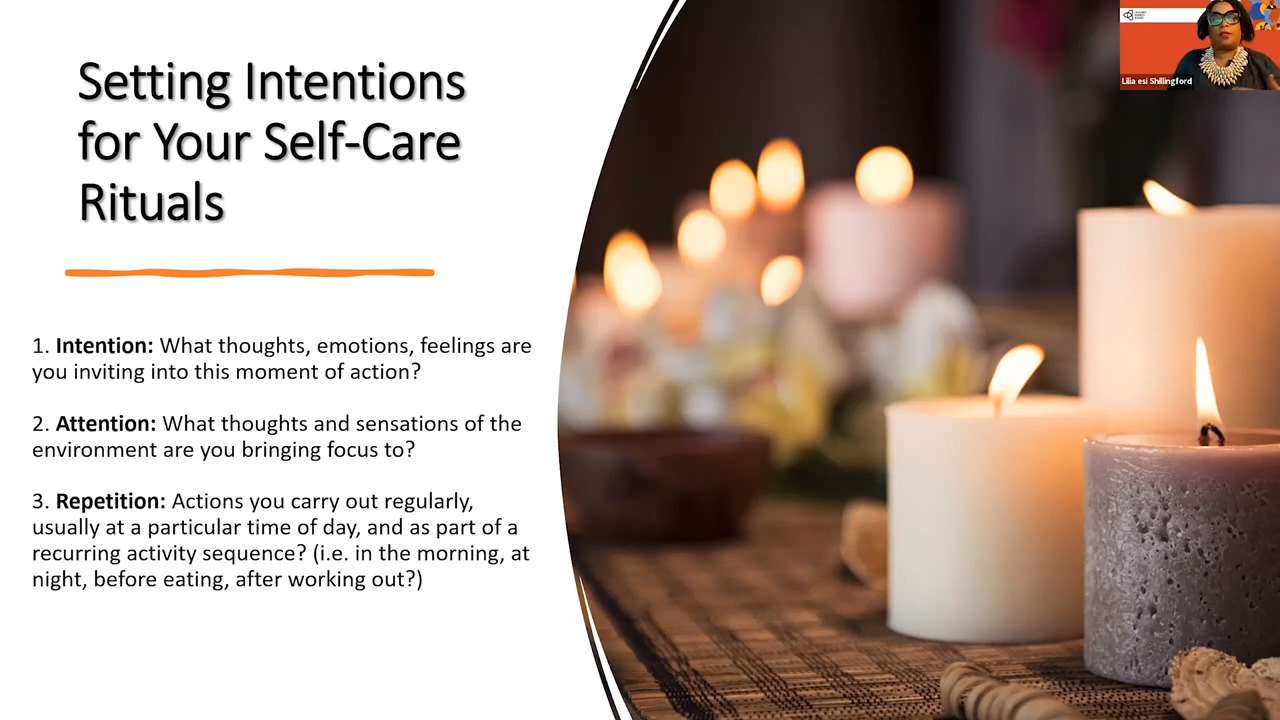 Setting Intentions
for Your Self-Care
Rituals
1. Intention: What thoughts, emotions, feelings are
you inviting into this moment of action?
2. Attention: What thoughts and sensations of the
environment are you bringing focus to?
3. Repetition: Actions you carry out regularly,
usually at a particular time of day, and as part of a
recurring activity sequence? (i.e. in the morning, at
night, before eating, after working out?)
Lilia esi Shillingford